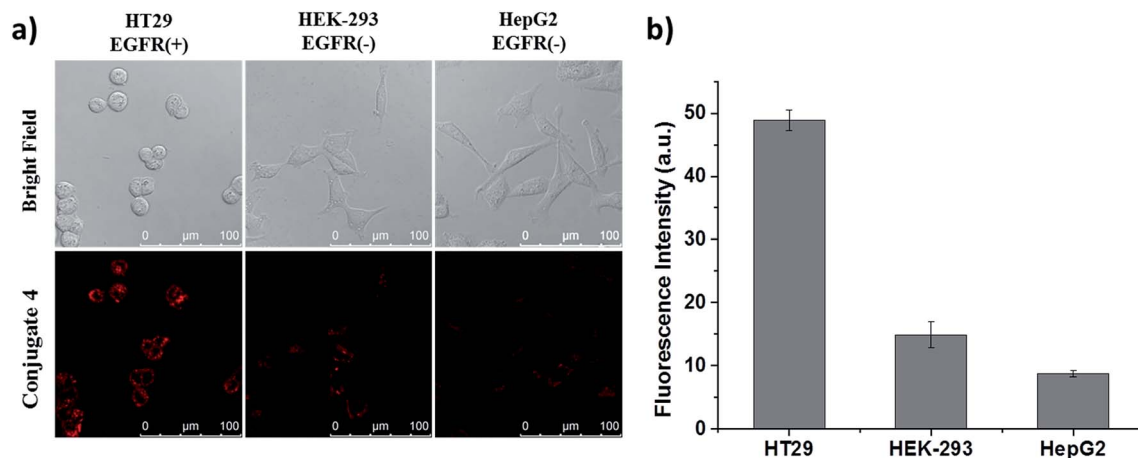 a)
HT29
EGFR(+)
HEK-293
EGFR(-)
HepG2
EGFR(-)
Bright Field
0 μm 100
0 μm 100
0 μm 100
Conjugate 4
0 μm 100
0 μm 100
0 μm 100
b)
Fluorescence Intensity (a.u.)
50
40
30
20
10
0
HT29
HEK-293
HepG2